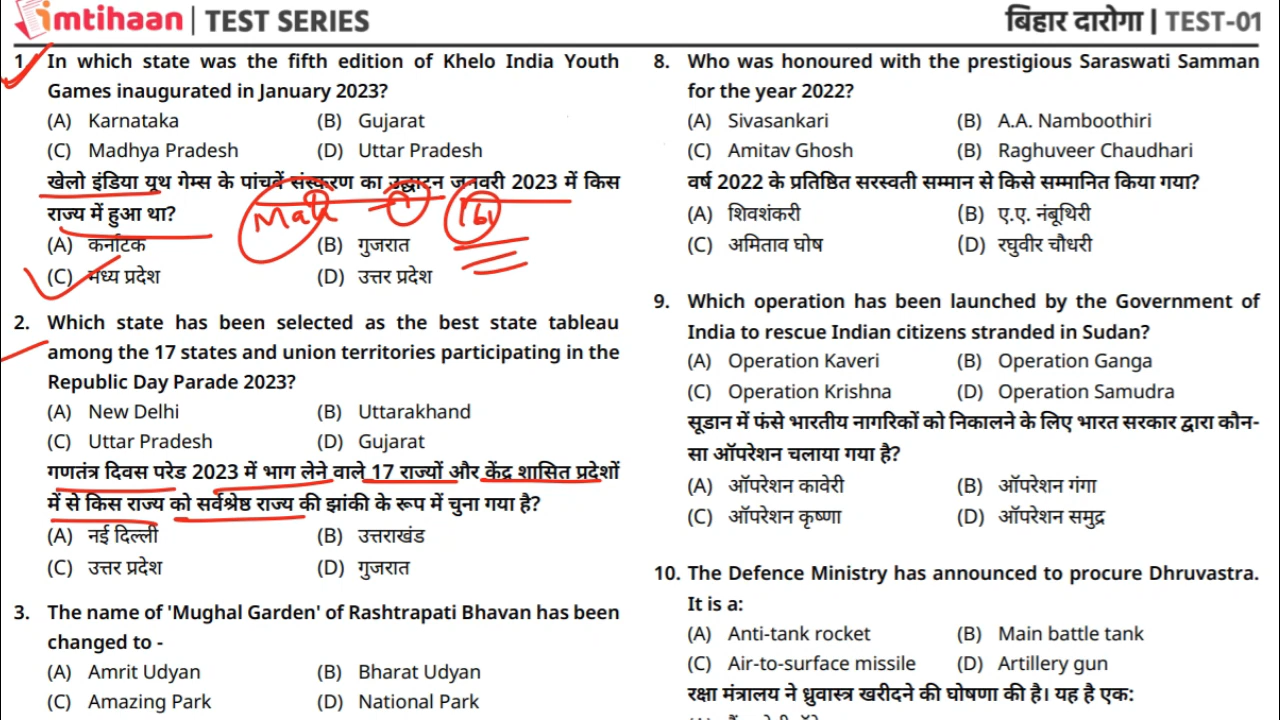 imtihaan | TEST SERIES
बिहार दारोगा | TEST-01
1. In which state was the fifth edition of Khelo India Youth
Games inaugurated in January 2023?
(A) Karnataka (B) Gujarat
(C) Madhya Pradesh (D) Uttar Pradesh
खेलो इंडिया यूथ गेम्स के पांचवें संस्करण का उद्घाटन जनवरी 2023 में किस
राज्य में हुआ था?
(A) कर्नाटक (B) गुजरात
(C) मध्य प्रदेश (D) उत्तर प्रदेश
2. Which state has been selected as the best state tableau
among the 17 states and union territories participating in the
Republic Day Parade 2023?
(A) New Delhi (B) Uttarakhand
(C) Uttar Pradesh (D) Gujarat
गणतंत्र दिवस परेड 2023 में भाग लेने वाले 17 राज्यों और केंद्र शासित प्रदेशों
में से किस राज्य को सर्वश्रेष्ठ राज्य की झांकी के रूप में चुना गया है?
(A) नई दिल्ली (B) उत्तराखंड
(C) उत्तर प्रदेश (D) गुजरात
3. The name of 'Mughal Garden' of Rashtrapati Bhavan has been
changed to -
(A) Amrit Udyan (B) Bharat Udyan
(C) Amazing Park (D) National Park
8. Who was honoured with the prestigious Saraswati Samman
for the year 2022?
(A) Sivasankari (B) A.A. Namboothiri
(C) Amitav Ghosh (B) Raghuveer Chaudhari
वर्ष 2022 के प्रतिष्ठित सरस्वती सम्मान से किसे सम्मानित किया गया?
(A) शिवशंकरी (B) ए.ए. नंबूथिरी
(C) अमिताव घोष (D) रघुवीर चौधरी
9. Which operation has been launched by the Government of
India to rescue Indian citizens stranded in Sudan?
(A) Operation Kaveri (B) Operation Ganga
(C) Operation Krishna (D) Operation Samudra
सूडान में फंसे भारतीय नागरिकों को निकालने के लिए भारत सरकार द्वारा कौन-
सा ऑपरेशन चलाया गया है?
(A) ऑपरेशन कावेरी (B) ऑपरेशन गंगा
(C) ऑपरेशन कृष्णा (D) ऑपरेशन समुद्र
10. The Defence Ministry has announced to procure Dhruvastra.
It is a:
(A) Anti-tank rocket (B) Main battle tank
(C) Air-to-surface missile (D) Artillery gun
रक्षा मंत्रालय ने ध्रुवास्त्र खरीदने की घोषणा की है। यह है एक: